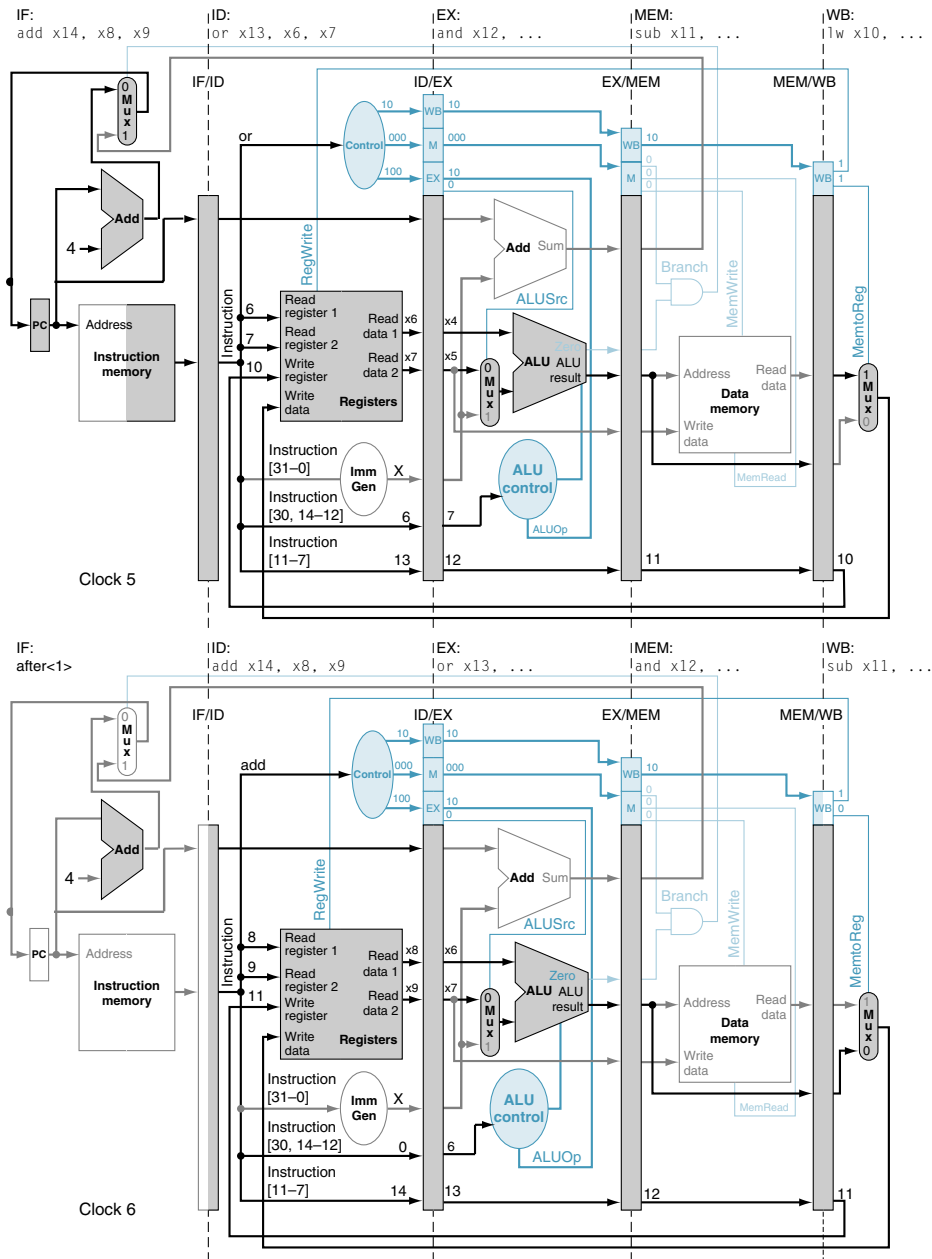 IF:
add x14, x8, x9
ID:
or x13, x6, x7
EX:
and x12, ...
MEM:
sub x11, ...
WB:
lw x10, ...
IF/ID
ID/EX
EX/MEM
MEM/WB
0
Mux
1
or
Control
10
WB
10
000
M
000
100
EX
10
0
WB
10
0
M
0
0
WB
1
1
Add
4
RegWrite
Add Sum
ALUSrc
Branch
MemWrite
MemtoReg
PC
Address
Instruction memory
Instruction
6
7
10
Read register 1
Read register 2
Write register
Write data
Read data 1
Read data 2
Registers
x6
x7
x4
x5
0
Mux
1
Zero
ALU
ALU result
Address
Write data
Data memory
Read data
1
Mux
0
Instruction [31–0]
Imm Gen
X
ALU control
MemRead
Instruction [30, 14–12]
6
7
ALUOp
Instruction [11–7]
13
12
11
10
Clock 5
IF:
after<1>
ID:
add x14, x8, x9
EX:
or x13, ...
MEM:
and x12, ...
WB:
sub x11, ...
IF/ID
ID/EX
EX/MEM
MEM/WB
0
Mux
1
add
Control
10
WB
10
000
M
000
100
EX
10
0
WB
10
0
M
0
0
WB
1
0
Add
4
RegWrite
Add Sum
ALUSrc
Branch
MemWrite
MemtoReg
PC
Address
Instruction memory
Instruction
8
9
11
Read register 1
Read register 2
Write register
Write data
Read data 1
Read data 2
Registers
x8
x9
x6
x7
0
Mux
1
Zero
ALU
ALU result
Address
Write data
Data memory
Read data
1
Mux
0
Instruction [31–0]
Imm Gen
X
ALU control
MemRead
Instruction [30, 14–12]
0
6
ALUOp
Instruction [11–7]
14
13
12
11
Clock 6